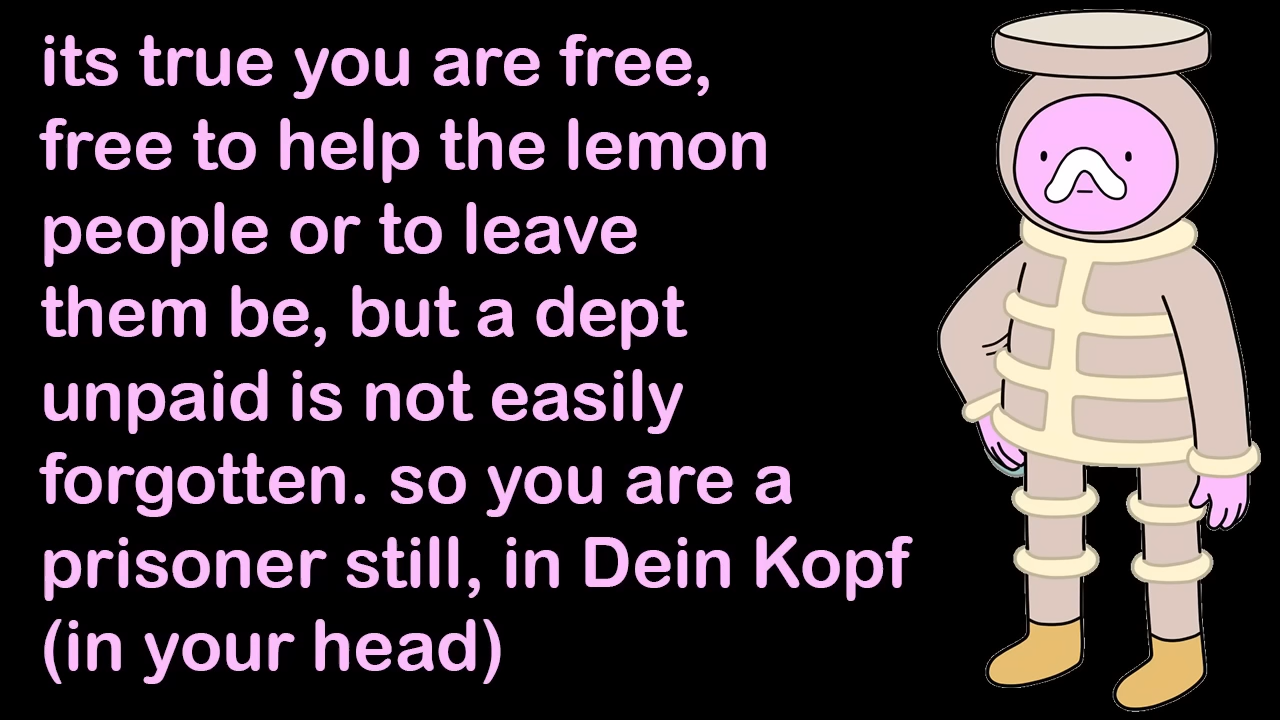 its true you are free,
free to help the lemon
people or to leave
them be, but a dept
unpaid is not easily
forgotten. so you are a
prisoner still, in Dein Kopf
(in your head)